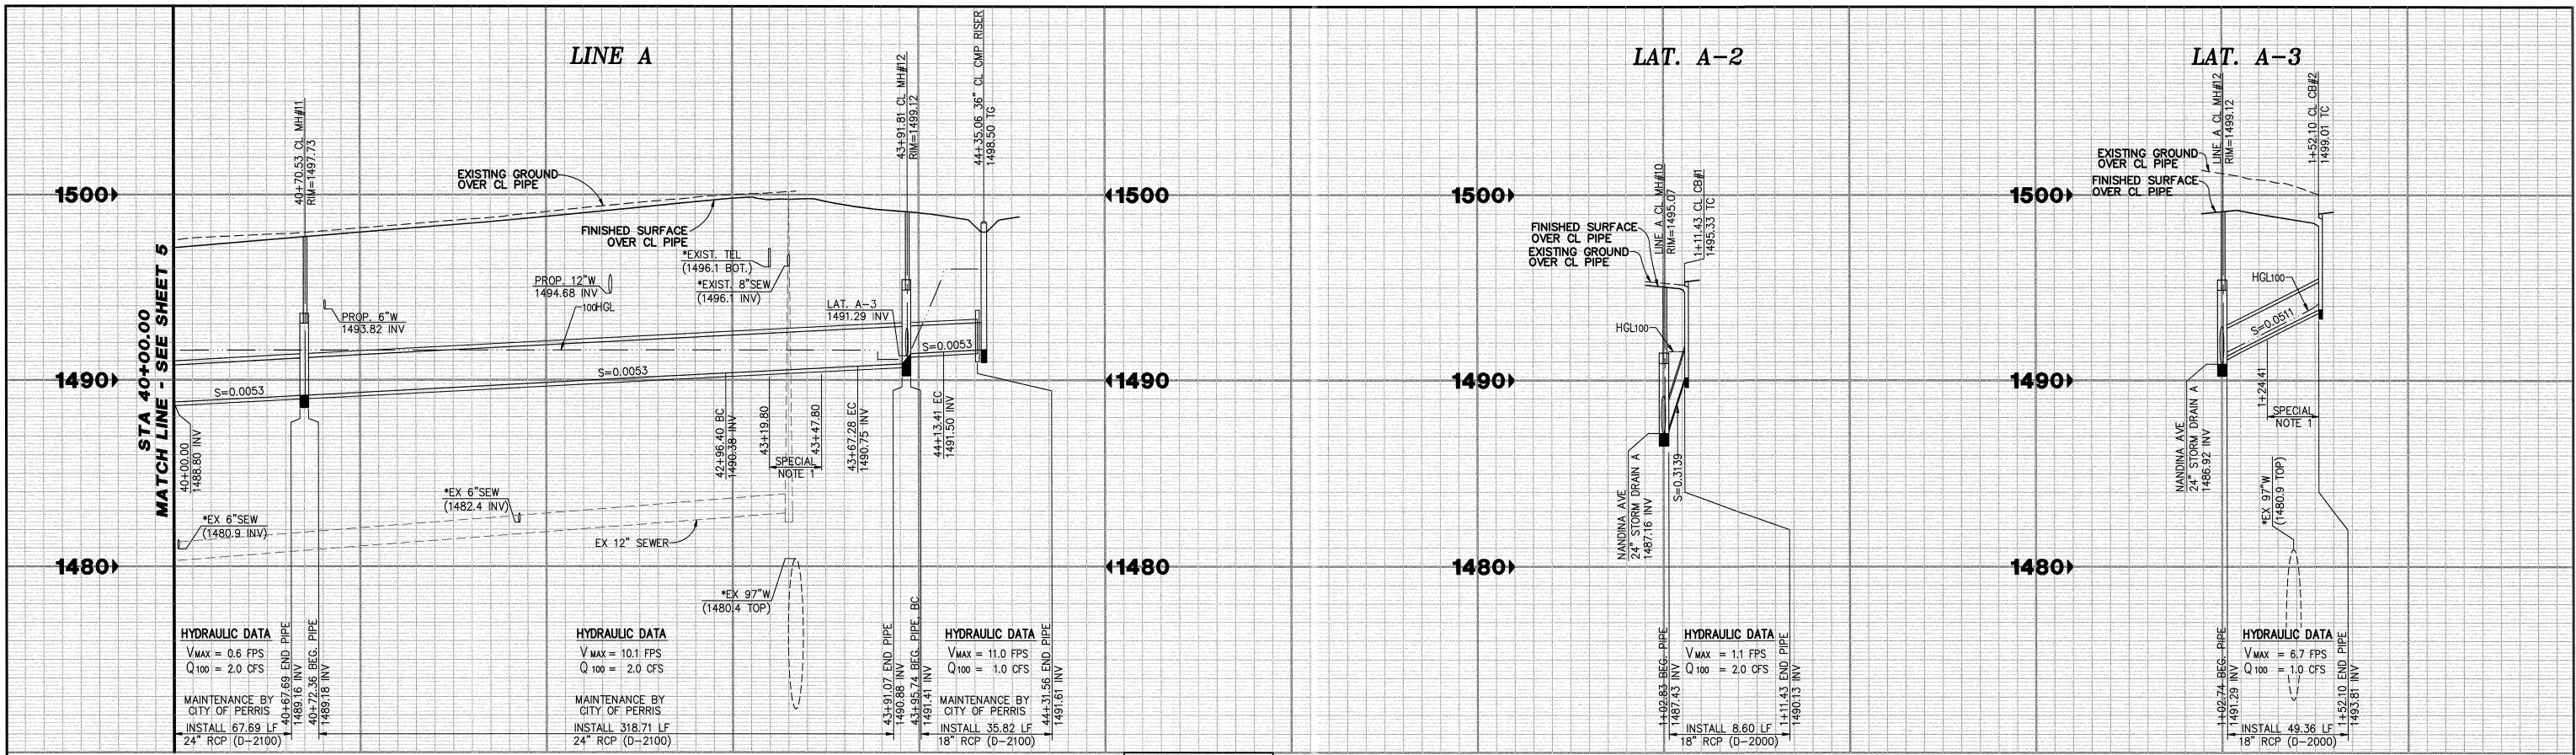 LINE A
STA 40+00.00
MATCH LINE - SEE SHEET 5
1500
1490
1480
40+70.53 CL MH#11
RIM=1497.73
EXISTING GROUND
OVER CL PIPE
FINISHED SURFACE
OVER CL PIPE
43+91.81 CL MH#12
RIM=1499.12
44+35.06 36" CL CMP RISER
1498.50 TG
PROP. 6"W
1493.82 INV
PROP. 12"W
1494.68 INV
100HGL
*EXIST. TEL
(1496.1 BOT.)
*EXIST. 8"SEW
(1496.1 INV)
LAT. A-3
1491.29 INV
S=0.0053
S=0.0053
S=0.0053
40+00.00
1488.80 INV
42+96.40 BC
1490.38 INV
43+19.80
SPECIAL
NOTE 1
43+47.80
43+67.28 EC
1490.75 INV
44+13.41 EC
1491.50 INV
*EX 6"SEW
(1480.9 INV)
*EX 6"SEW
(1482.4 INV)
EX 12" SEWER
*EX 97"W
(1480.4 TOP)
HYDRAULIC DATA
VMAX = 0.6 FPS
Q100 = 2.0 CFS
MAINTENANCE BY
CITY OF PERRIS
INSTALL 67.69 LF
24" RCP (D-2100)
40+67.69 END PIPE
1489.16 INV
40+72.36 BEG. PIPE
1489.18 INV
HYDRAULIC DATA
VMAX = 10.1 FPS
Q100 = 2.0 CFS
MAINTENANCE BY
CITY OF PERRIS
INSTALL 318.71 LF
24" RCP (D-2100)
43+91.07 END PIPE
1490.88 INV
43+95.74 BEG. PIPE, BC
1491.41 INV
HYDRAULIC DATA
VMAX = 11.0 FPS
Q100 = 1.0 CFS
MAINTENANCE BY
CITY OF PERRIS
INSTALL 35.82 LF
18" RCP (D-2100)
44+31.56 END PIPE
1491.61 INV
1500
1490
1480
LAT. A-2
1500
1490
1480
LINE A CL MH#10
RIM=1495.07
1+11.43 CL CB#1
1495.33 TC
FINISHED SURFACE
OVER CL PIPE
EXISTING GROUND
OVER CL PIPE
HGL100
S=0.3139
NANDINA AVE
24" STORM DRAIN A
1487.16 INV
1+02.83 BEG. PIPE
1487.43 INV
HYDRAULIC DATA
VMAX = 1.1 FPS
Q100 = 2.0 CFS
INSTALL 8.60 LF
18" RCP (D-2000)
1+11.43 END PIPE
1490.13 INV
LAT. A-3
1500
1490
1480
LINE A CL MH#12
RIM=1499.12
1+52.10 CL CB#2
1499.01 TC
EXISTING GROUND
OVER CL PIPE
FINISHED SURFACE
OVER CL PIPE
HGL100
S=0.0511
1+24.41
SPECIAL
NOTE 1
NANDINA AVE
24" STORM DRAIN A
1486.92 INV
*EX 97"W
(1480.9 TOP)
1+02.74 BEG. PIPE
1491.29 INV
HYDRAULIC DATA
VMAX = 6.7 FPS
Q100 = 1.0 CFS
INSTALL 49.36 LF
18" RCP (D-2000)
1+52.10 END PIPE
1493.81 INV